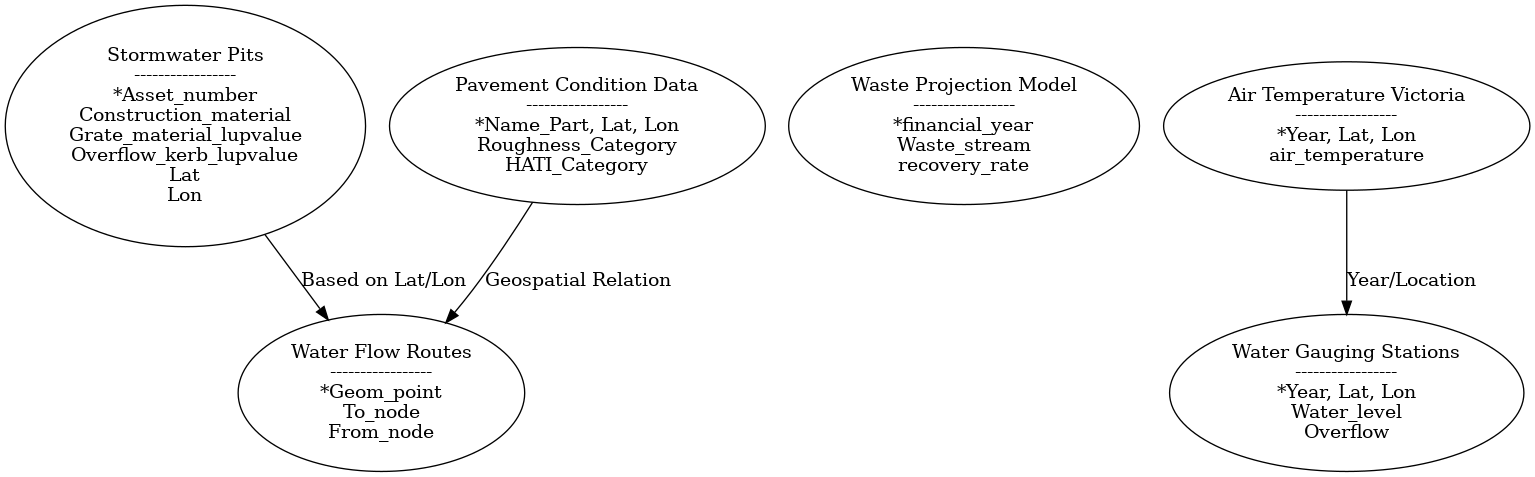 Stormwater Pits
-----------------
*Asset_number
Construction_material
Grate_material_lupvalue
Overflow_kerb_lupvalue
Lat
Lon
Pavement Condition Data
-----------------
*Name_Part, Lat, Lon
Roughness_Category
HATI_Category
Waste Projection Model
-----------------
*financial_year
Waste_stream
recovery_rate
Air Temperature Victoria
-----------------
*Year, Lat, Lon
air_temperature
Based on Lat/Lon
Geospatial Relation
Year/Location
Water Flow Routes
-----------------
*Geom_point
To_node
From_node
Water Gauging Stations
-----------------
*Year, Lat, Lon
Water_level
Overflow